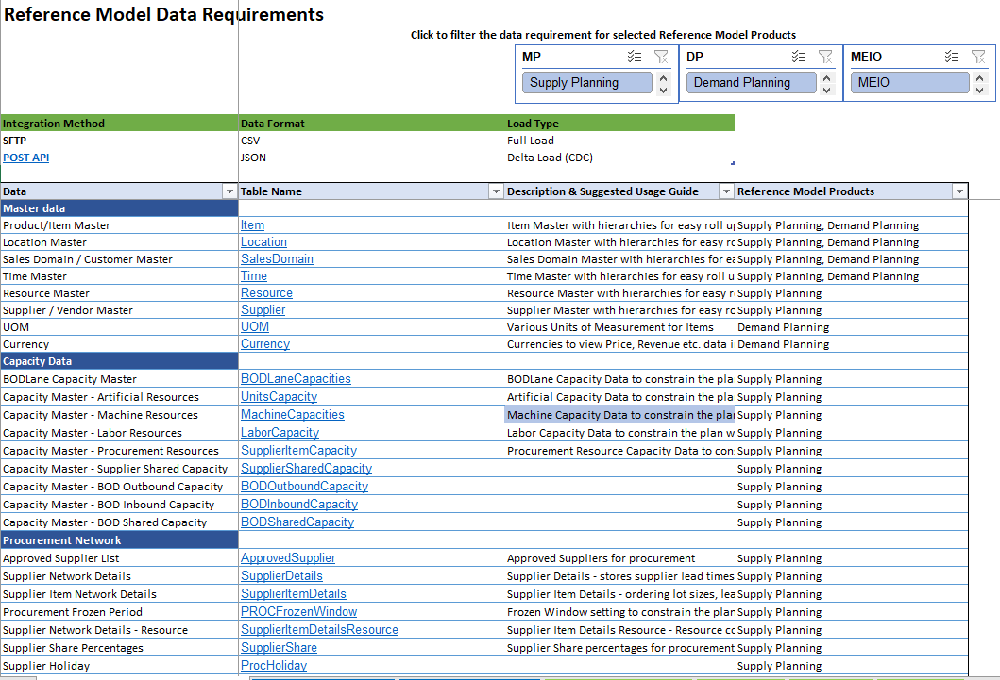 Reference Model Data Requirements
Click to filter the data requirement for selected Reference Model Products
MP DP MEIO
Supply Planning Demand Planning MEIO
Integration Method Data Format Load Type
SFTP CSV Full Load
POST API JSON Delta Load (CDC)
Data Table Name Description & Suggested Usage Guide Reference Model Products
Master data
Product/Item Master Item Item Master with hierarchies for easy roll Supply Planning, Demand Planning
Location Master Location Location Master with hierarchies for easy Supply Planning, Demand Planning
Sales Domain / Customer Master SalesDomain Sales Domain Master with hierarchies for Supply Planning, Demand Planning
Time Master Time Time Master with hierarchies for easy roll Supply Planning, Demand Planning
Resource Master Resource Resource Master with hierarchies for easy Supply Planning
Supplier / Vendor Master Supplier Supplier Master with hierarchies for easy Supply Planning
UOM UOM Various Units of Measurement for Items Demand Planning
Currency Currency Currencies to view Price, Revenue etc. data Demand Planning
Capacity Data
BODLane Capacity Master BODLaneCapacities BODLane Capacity Data to constrain the pla Supply Planning
Capacity Master - Artificial Resources UnitsCapacity Artificial Capacity Data to constrain the pla Supply Planning
Capacity Master - Machine Resources MachineCapacities Machine Capacity Data to constrain the pla Supply Planning
Capacity Master - Labor Resources LaborCapacity Labor Capacity Data to constrain the plan w Supply Planning
Capacity Master - Procurement Resources SupplierItemCapacity Procurement Resource Capacity Data to con Supply Planning
Capacity Master - Supplier Shared Capacity SupplierSharedCapacity Supply Planning
Capacity Master - BOD Outbound Capacity BODOutboundCapacity Supply Planning
Capacity Master - BOD Inbound Capacity BODInboundCapacity Supply Planning
Capacity Master - BOD Shared Capacity BODSharedCapacity Supply Planning
Procurement Network
Approved Supplier List ApprovedSupplier Approved Suppliers for procurement Supply Planning
Supplier Network Details SupplierDetails Supplier Details - stores supplier lead times Supply Planning
Supplier Item Network Details SupplierItemDetails Supplier Item Details - ordering lot sizes, lea Supply Planning
Procurement Frozen Period PROCFrozenWindow Frozen Window setting to constrain the plar Supply Planning
Supplier Network Details - Resource SupplierItemDetailsResource Supplier Item Details Resource - Resource Supply Planning
Supplier Share Percentages SupplierShare Supplier Share percentages for procurement Supply Planning
Supplier Holiday ProcHoliday Supply Planning